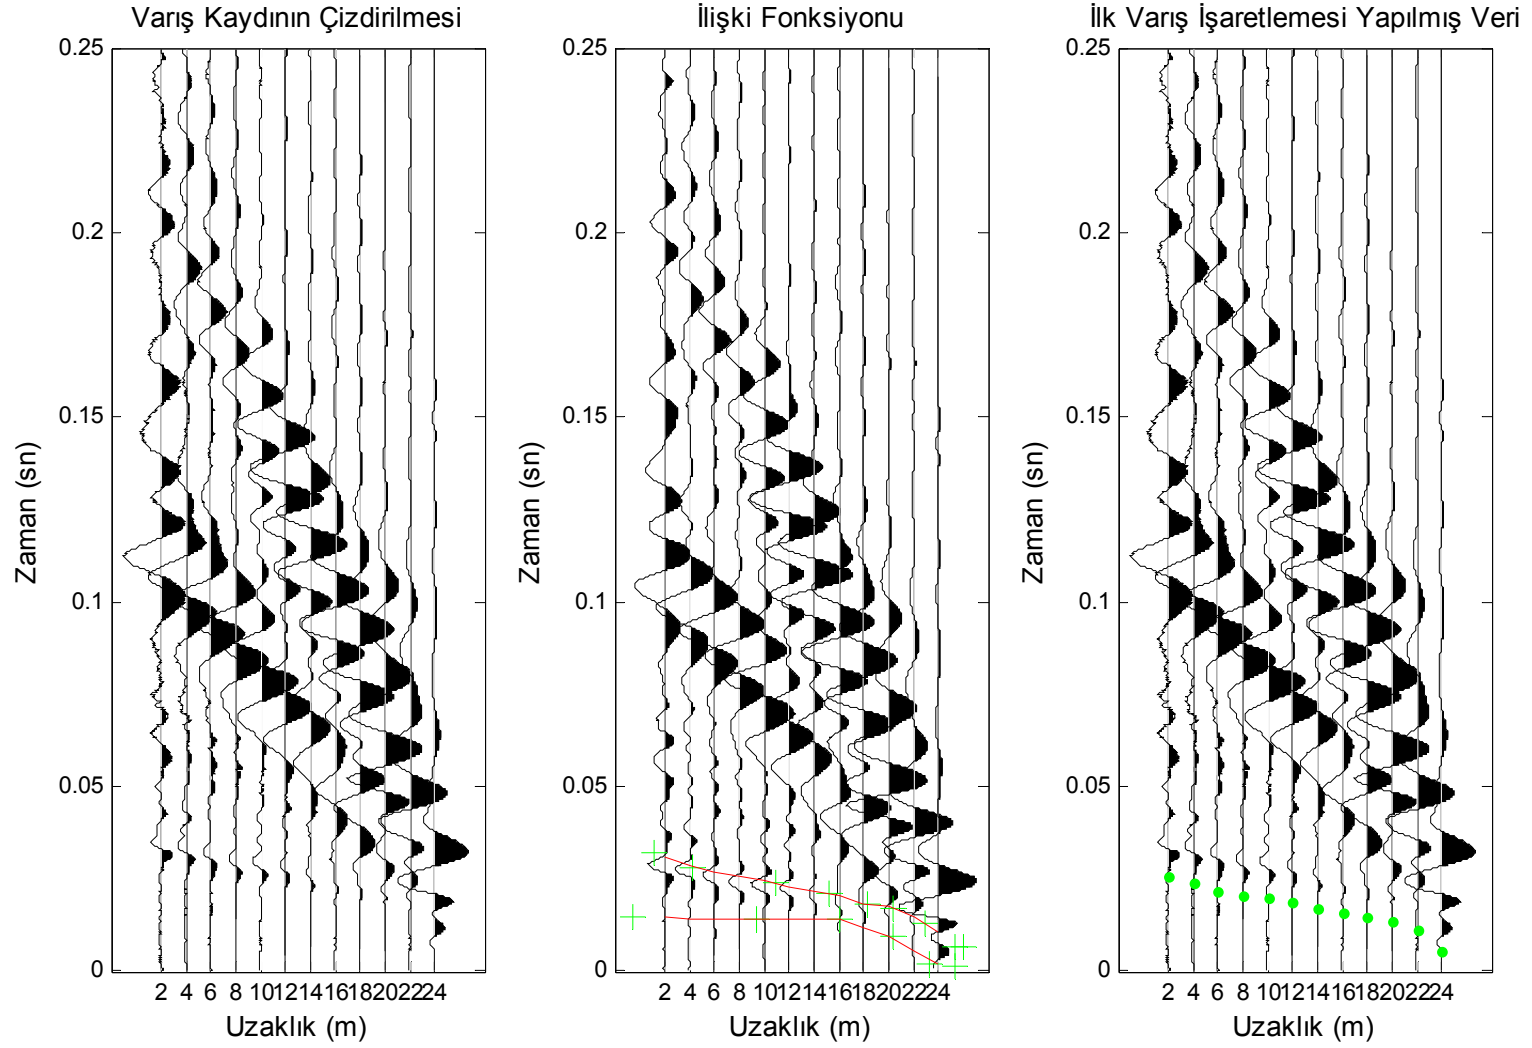 Varış Kaydının Çizdirilmesi
0.25
0.2
0.15
0.1
0.05
0
Zaman (sn)
2 4 6 8 10 12 14 16 18 20 22 24
Uzaklık (m)
İlişki Fonksiyonu
0.25
0.2
0.15
0.1
0.05
0
Zaman (sn)
2 4 6 8 10 12 14 16 18 20 22 24
Uzaklık (m)
İlk Varış İşaretlemesi Yapılmış Veri
0.25
0.2
0.15
0.1
0.05
0
Zaman (sn)
2 4 6 8 10 12 14 16 18 20 22 24
Uzaklık (m)